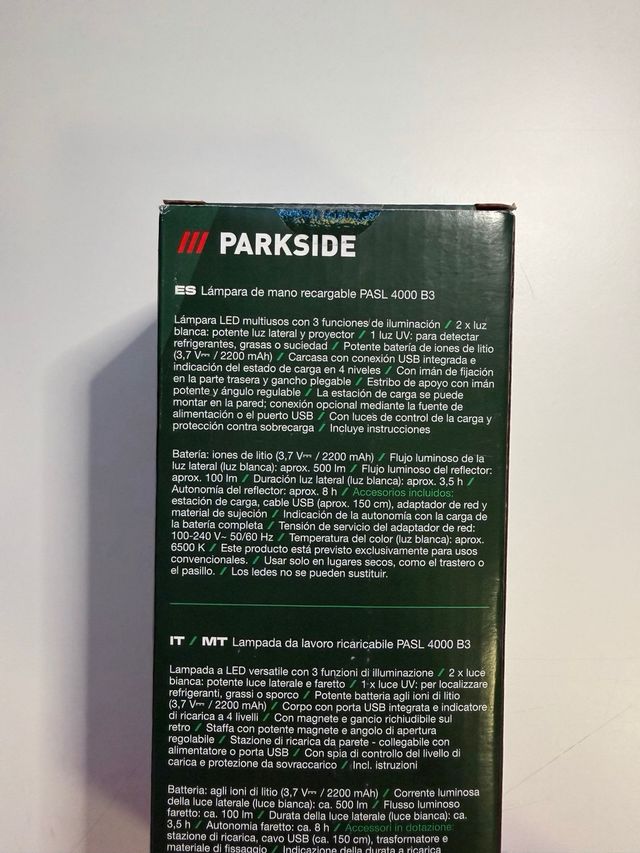 /// PARKSIDE
ES Lámpara de mano recargable PASL 4000 B3
Lámpara LED multiusos con 3 funciones de iluminación / 2 x luz
blanca: potente luz lateral y proyector / 1 luz UV: para detectar
refrigerantes, grasas o suciedad / Potente batería de iones de litio
(3,7 V⎓ / 2200 mAh) / Carcasa con conexión USB integrada e
indicación del estado de carga en 4 niveles / Con imán de fijación
en la parte trasera y gancho plegable / Estribo de apoyo con imán
potente y ángulo regulable / La estación de carga se puede
montar en la pared; conexión opcional mediante la fuente de
alimentación o el puerto USB / Con luces de control de la carga y
protección contra sobrecarga / Incluye instrucciones
Batería: iones de litio (3,7 V⎓ / 2200 mAh) / Flujo luminoso de la
luz lateral (luz blanca): aprox. 500 lm / Flujo luminoso del reflector:
aprox. 100 lm / Duración luz lateral (luz blanca): aprox. 3,5 h /
Autonomía del reflector: aprox. 8 h / Accesorios incluidos:
estación de carga, cable USB (aprox. 150 cm), adaptador de red y
material de sujeción / Indicación de la autonomía con la carga de
la batería completa / Tensión de servicio del adaptador de red:
100-240 V~ 50/60 Hz / Temperatura del color (luz blanca): aprox.
6500 K / Este producto está previsto exclusivamente para usos
convencionales. / Usar solo en lugares secos, como el trastero o
el pasillo. / Los ledes no se pueden sustituir.
IT / MT Lampada da lavoro ricaricabile PASL 4000 B3
Lampada a LED versatile con 3 funzioni di illuminazione / 2 x luce
bianca: potente luce laterale e faretto / 1 x luce UV: per localizzare
refrigeranti, grassi o sporco / Potente batteria agli ioni di litio
(3,7 V⎓ / 2200 mAh) / Corpo con porta USB integrata e indicatore
di ricarica a 4 livelli / Con magnete e gancio richiudibile sul
retro / Staffa con potente magnete e angolo di apertura
regolabile / Stazione di ricarica da parete - collegabile con
alimentatore o porta USB / Con spia di controllo del livello di
carica e protezione da sovraccarico / Incl. istruzioni
Batteria: agli ioni di litio (3,7 V⎓ / 2200 mAh) / Corrente luminosa
della luce laterale (luce bianca): ca. 500 lm / Flusso luminoso
faretto: ca. 100 lm / Durata della luce laterale (luce bianca): ca.
3,5 h / Autonomia faretto: ca. 8 h / Accessori in dotazione:
stazione di ricarica, cavo USB (ca. 150 cm), trasformatore e
materiale di fissaggio / Indicazione della durata a ricarica